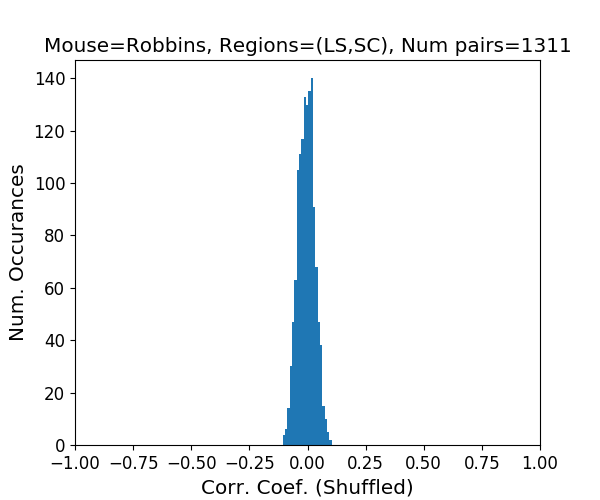 Mouse=Robbins, Regions=(LS,SC), Num pairs=1311
Num. Occurances
140
120
100
80
60
40
20
0
−1.00 −0.75 −0.50 −0.25 0.00 0.25 0.50 0.75 1.00
Corr. Coef. (Shuffled)